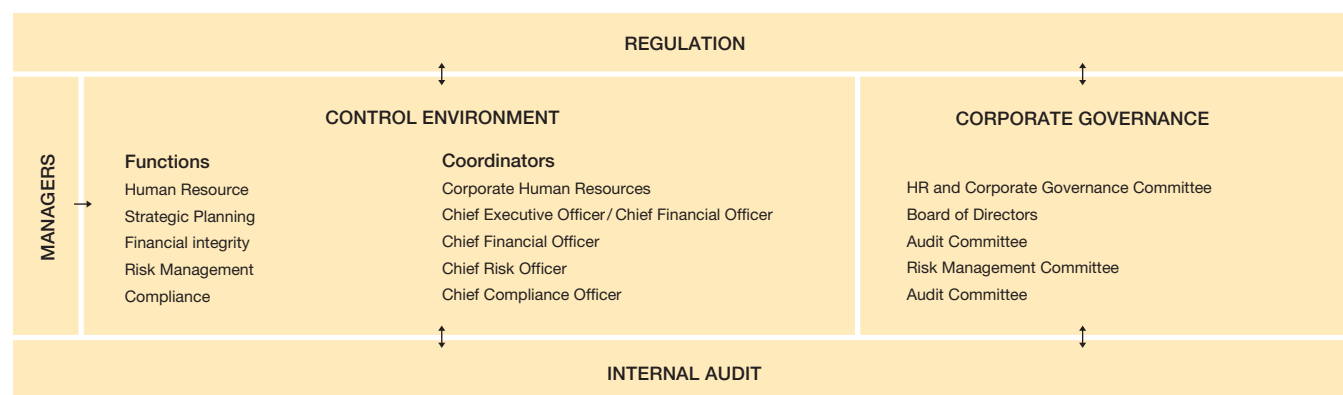 REGULATION
MANAGERS
CONTROL ENVIRONMENT
Functions
Human Resource
Strategic Planning
Financial integrity
Risk Management
Compliance
Coordinators
Corporate Human Resources
Chief Executive Officer/Chief Financial Officer
Chief Financial Officer
Chief Risk Officer
Chief Compliance Officer
CORPORATE GOVERNANCE
HR and Corporate Governance Committee
Board of Directors
Audit Committee
Risk Management Committee
Audit Committee
INTERNAL AUDIT